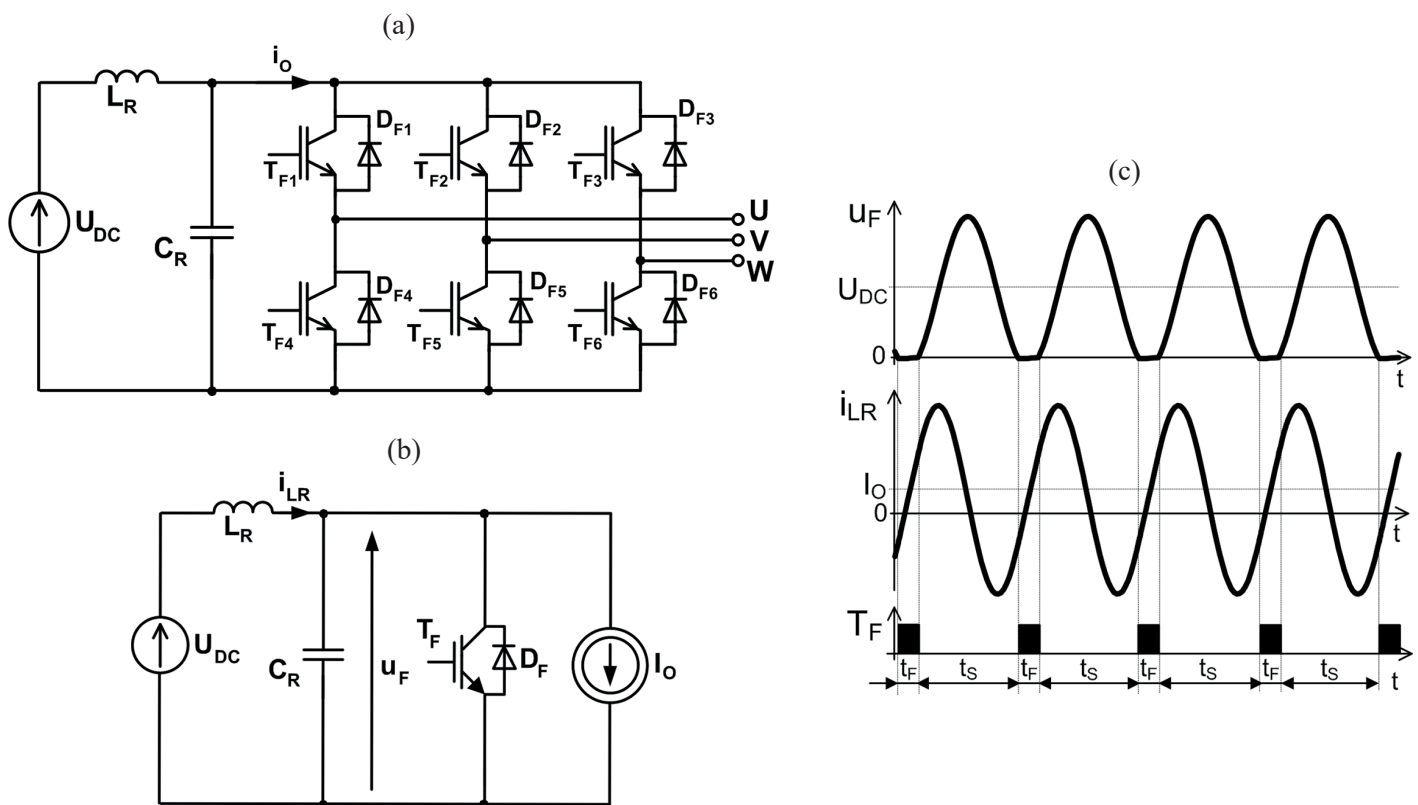 (a)
i_O
L_R
D_F1
D_F2
D_F3
T_F1
T_F2
T_F3
U_DC
C_R
U
V
W
D_F4
D_F5
D_F6
T_F4
T_F5
T_F6
(b)
i_LR
L_R
U_DC
C_R
u_F
T_F
D_F
I_O
(c)
u_F
U_DC
0
t
i_LR
I_O
0
t
T_F
t_F t_S t_F t_S t_F t_S t_F t_S t